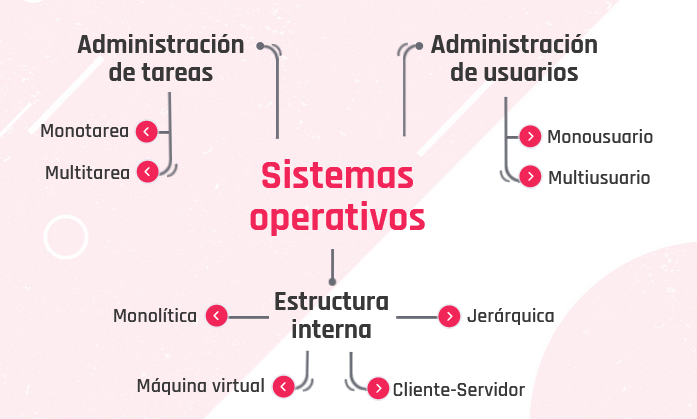 Administración
de tareas
Monotarea
Multitarea
Administración
de usuarios
Monousuario
Multiusuario
Sistemas
operativos
Estructura
interna
Monolítica
Jerárquica
Máquina virtual
Cliente-Servidor